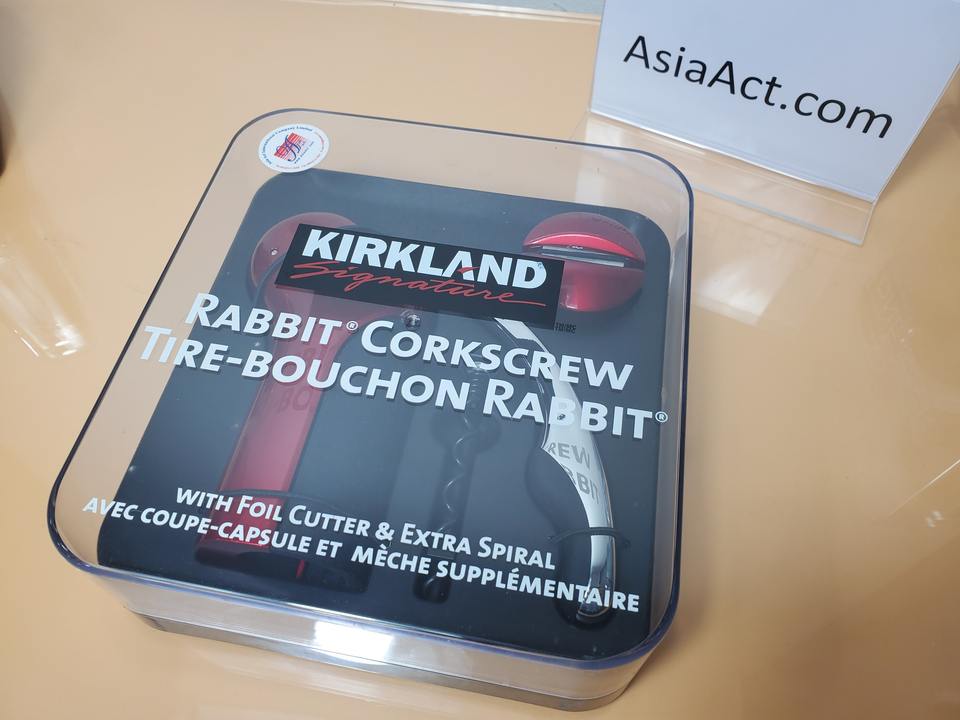 AsiaAct.com
KIRKLAND
Signature
RABBIT® CORKSCREW
TIRE-BOUCHON RABBIT®
WITH FOIL CUTTER & EXTRA SPIRAL
AVEC COUPE-CAPSULE ET MÈCHE SUPPLÉMENTAIRE